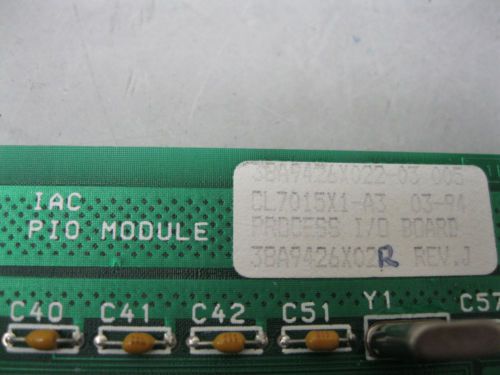 IAC
PIO MODULE
3BA9426X022-03 005
CL7015X1-A3 03-94
PROCESS I/O BOARD
3BA9426X02R REV.J
C40 C41 C42 C51 Y1 C57